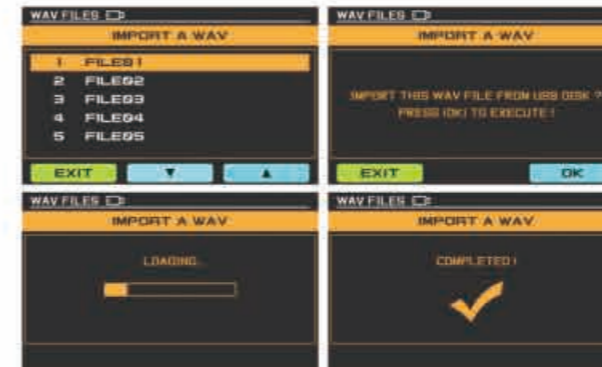 WAV FILES
IMPORT A WAV
1 FILE01
2 FILE02
3 FILE03
4 FILE04
5 FILE05
EXIT ▼ ▲
WAV FILES
IMPORT A WAV
IMPORT THIS WAV FILE FROM USB DISK ?
PRESS [OK] TO EXECUTE !
EXIT OK
WAV FILES
IMPORT A WAV
LOADING...
WAV FILES
IMPORT A WAV
COMPLETED !